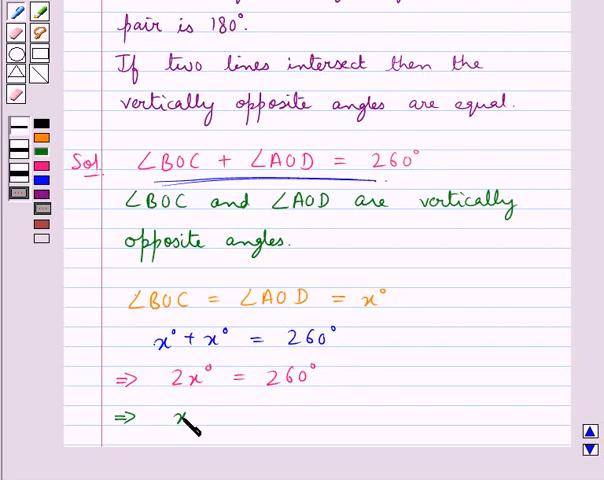 pair is 180°.
If two lines intersect then the
vertically opposite angles are equal.
Sol. ∠BOC + ∠AOD = 260°
∠BOC and ∠AOD are vertically
opposite angles.
∠BOC = ∠AOD = x°
x° + x° = 260°
⇒ 2x° = 260°
⇒ x